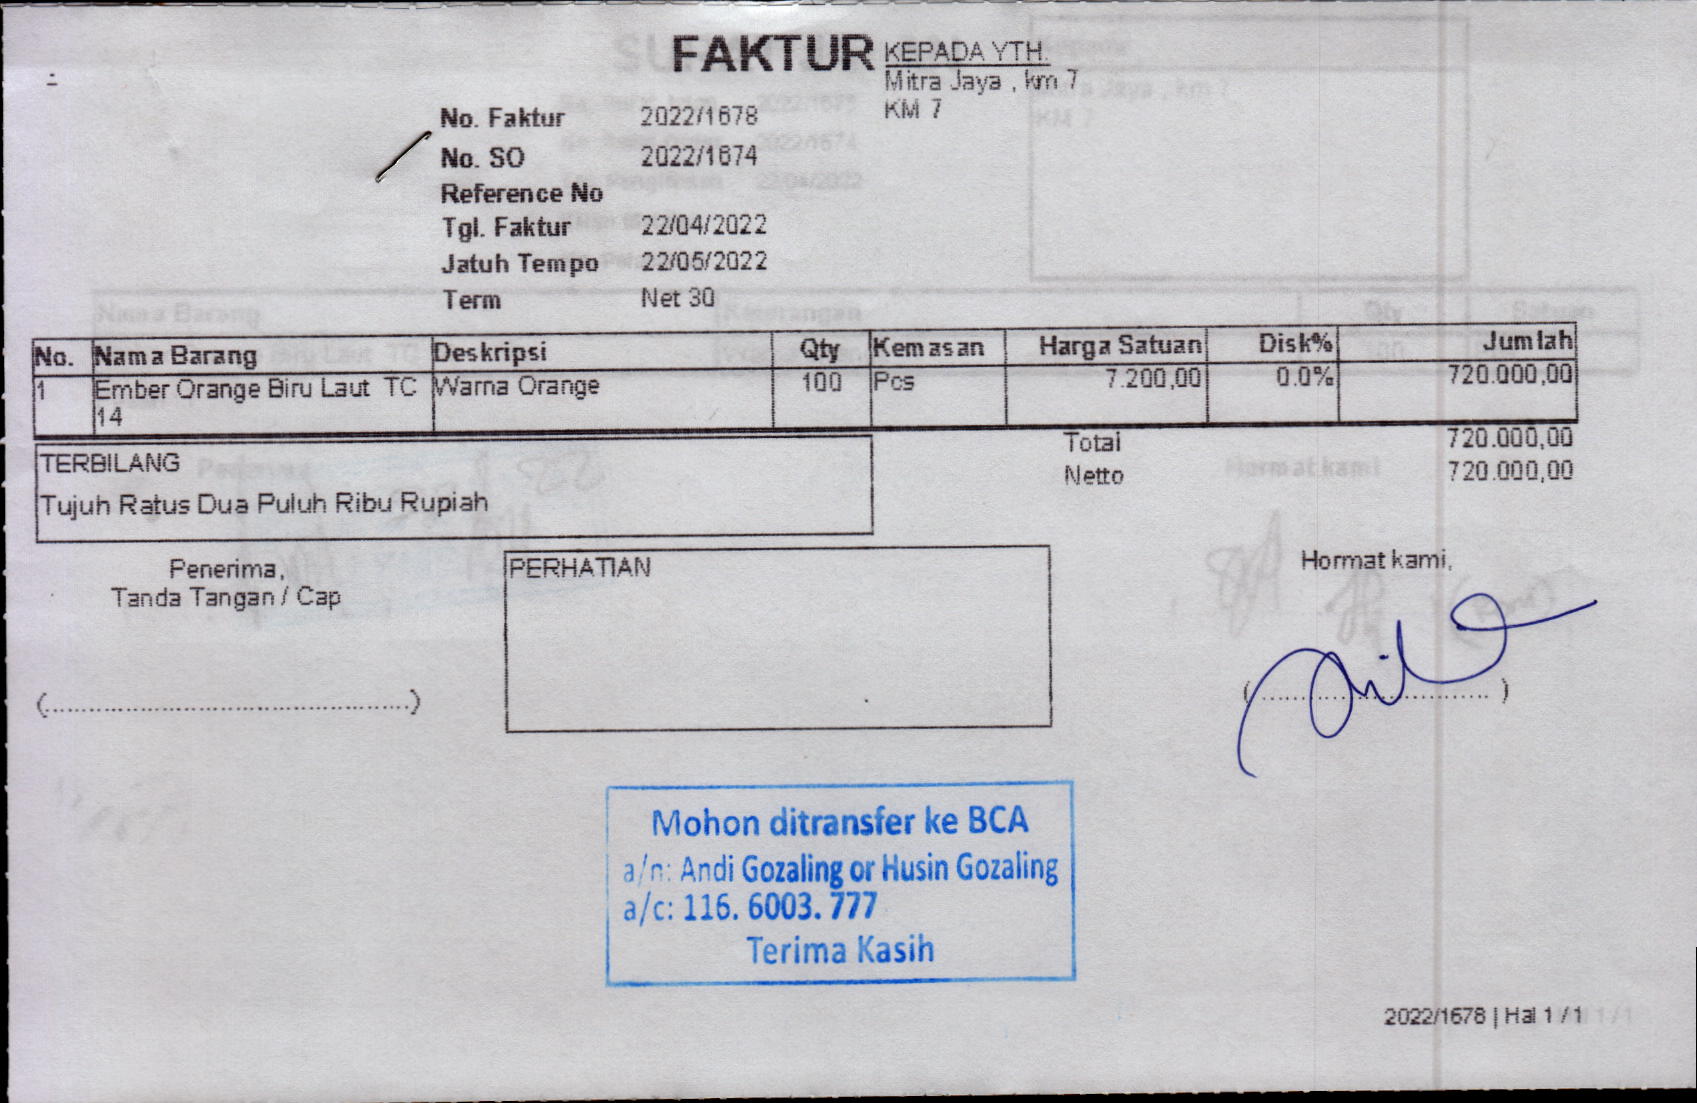 FAKTUR
KEPADA YTH.
Mitra Jaya , km 7
KM 7
No. Faktur 2022/1678
No. SO 2022/1674
Reference No
Tgl. Faktur 22/04/2022
Jatuh Tempo 22/05/2022
Term Net 30
No. Nama Barang Deskripsi Qty Kemasan Harga Satuan Disk% Jumlah
1 Ember Orange Biru Laut TC 14 Warna Orange 100 Pcs 7.200,00 0.0% 720.000,00
Total 720.000,00
Netto 720.000,00
TERBILANG
Tujuh Ratus Dua Puluh Ribu Rupiah
Penerima,
Tanda Tangan / Cap
(..............................................)
PERHATIAN
Hormat kami,
(.............................. )
Mohon ditransfer ke BCA
a/n: Andi Gozaling or Husin Gozaling
a/c: 116. 6003. 777
Terima Kasih
2022/1678 | Hal 1 / 1